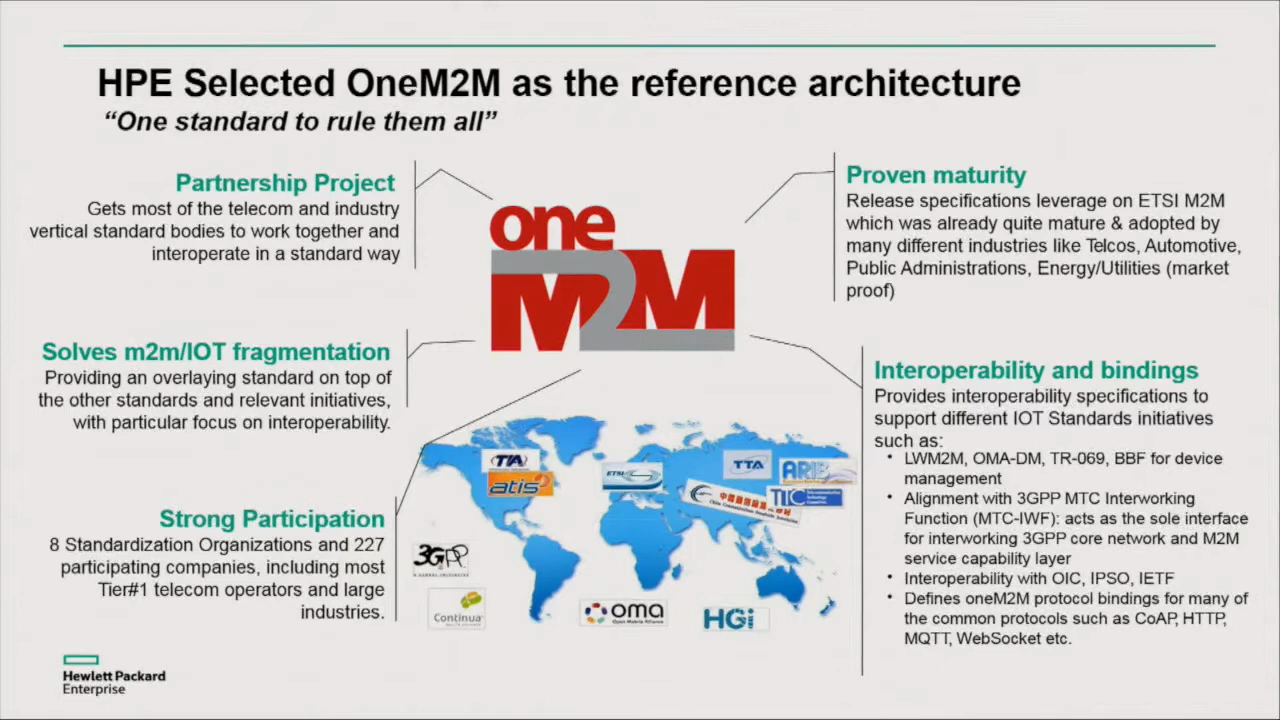 HPE Selected OneM2M as the reference architecture
“One standard to rule them all”
Partnership Project
Gets most of the telecom and industry
vertical standard bodies to work together and
interoperate in a standard way
Solves m2m/IOT fragmentation
Providing an overlaying standard on top of
the other standards and relevant initiatives,
with particular focus on interoperability.
Strong Participation
8 Standardization Organizations and 227
participating companies, including most
Tier#1 telecom operators and large
industries.
one
M2M
Proven maturity
Release specifications leverage on ETSI M2M
which was already quite mature & adopted by
many different industries like Telcos, Automotive,
Public Administrations, Energy/Utilities (market
proof)
Interoperability and bindings
Provides interoperability specifications to
support different IOT Standards initiatives
such as:
• LWM2M, OMA-DM, TR-069, BBF for device
management
• Alignment with 3GPP MTC Interworking
Function (MTC-IWF): acts as the sole interface
for interworking 3GPP core network and M2M
service capability layer
• Interoperability with OIC, IPSO, IETF
• Defines oneM2M protocol bindings for many of
the common protocols such as CoAP, HTTP,
MQTT, WebSocket etc.
TIA
atis
ETSI
TTA
ARIB
TTC
3GPP
A GLOBAL INITIATIVE
Continua
oma
Open Mobile Alliance
HGi
Hewlett Packard
Enterprise